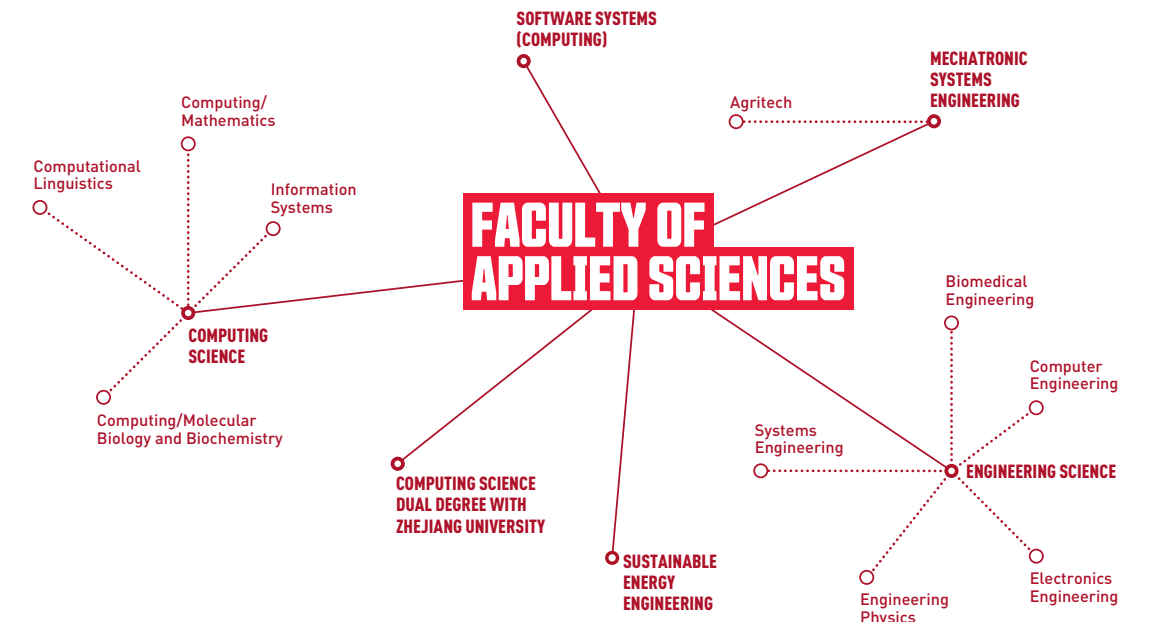 SOFTWARE SYSTEMS
(COMPUTING)
MECHATRONIC
SYSTEMS
ENGINEERING
Agritech
Computing/
Mathematics
Computational
Linguistics
Information
Systems
FACULTY OF
APPLIED SCIENCES
Biomedical
Engineering
COMPUTING
SCIENCE
Computer
Engineering
Computing/Molecular
Biology and Biochemistry
Systems
Engineering
ENGINEERING SCIENCE
COMPUTING SCIENCE
DUAL DEGREE WITH
ZHEJIANG UNIVERSITY
SUSTAINABLE
ENERGY
ENGINEERING
Electronics
Engineering
Engineering
Physics